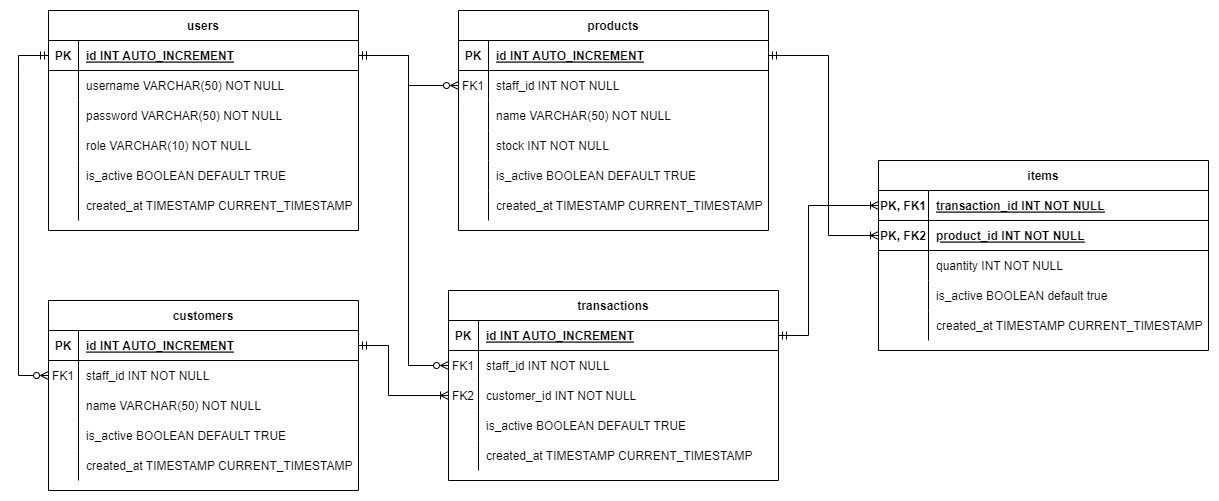 users
PK id INT AUTO_INCREMENT
username VARCHAR(50) NOT NULL
password VARCHAR(50) NOT NULL
role VARCHAR(10) NOT NULL
is_active BOOLEAN DEFAULT TRUE
created_at TIMESTAMP CURRENT_TIMESTAMP
products
PK id INT AUTO_INCREMENT
FK1 staff_id INT NOT NULL
name VARCHAR(50) NOT NULL
stock INT NOT NULL
is_active BOOLEAN DEFAULT TRUE
created_at TIMESTAMP CURRENT_TIMESTAMP
items
PK, FK1 transaction_id INT NOT NULL
PK, FK2 product_id INT NOT NULL
quantity INT NOT NULL
is_active BOOLEAN default true
created_at TIMESTAMP CURRENT_TIMESTAMP
customers
PK id INT AUTO_INCREMENT
FK1 staff_id INT NOT NULL
name VARCHAR(50) NOT NULL
is_active BOOLEAN DEFAULT TRUE
created_at TIMESTAMP CURRENT_TIMESTAMP
transactions
PK id INT AUTO_INCREMENT
FK1 staff_id INT NOT NULL
FK2 customer_id INT NOT NULL
is_active BOOLEAN DEFAULT TRUE
created_at TIMESTAMP CURRENT_TIMESTAMP